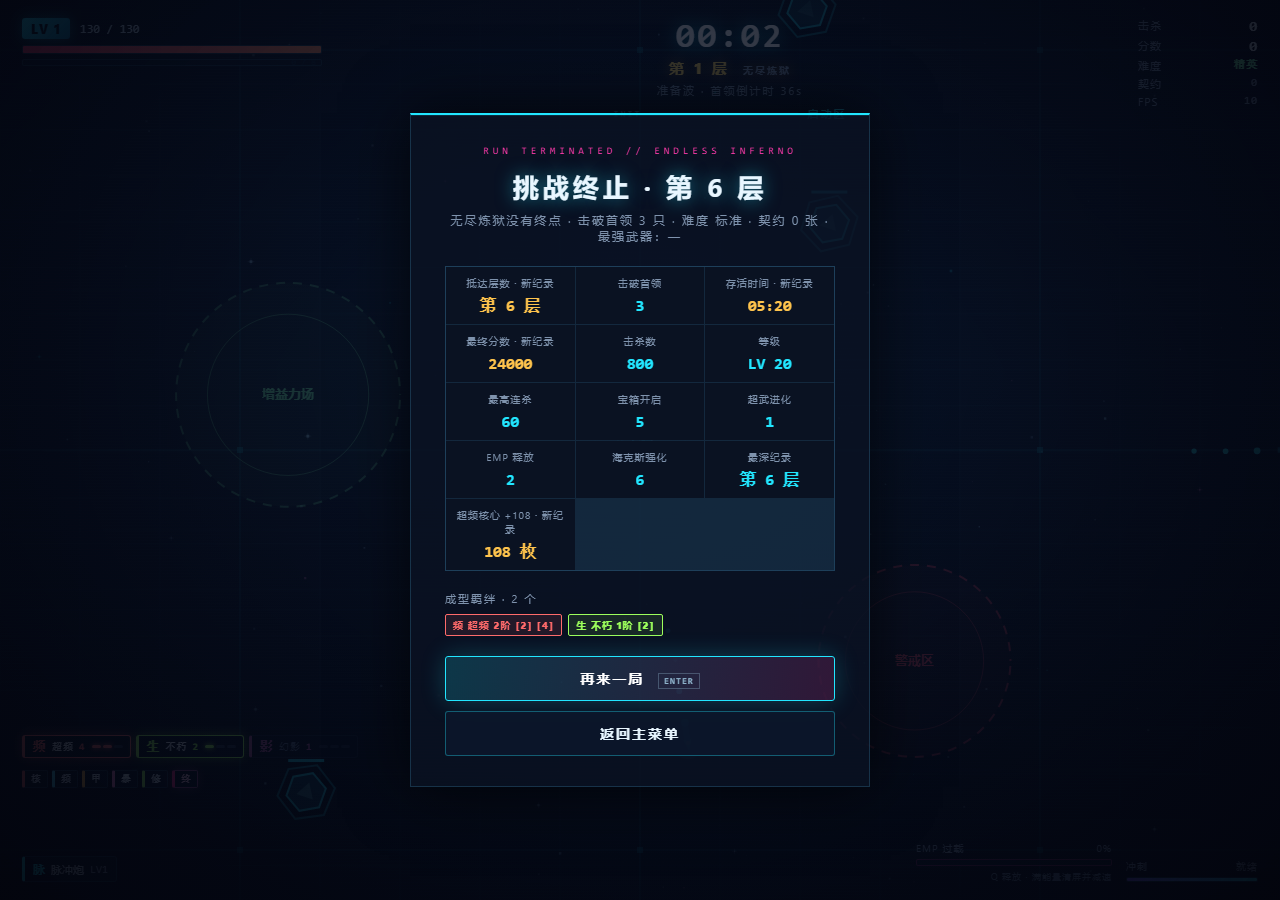 LV 1 130 / 130
00:02
第 1 层 无尽炼狱
准备波 · 首领倒计时 36s
击杀 0
分数 0
难度 精英
契约 0
FPS 10
RUN TERMINATED // ENDLESS INFERNO
挑战终止 · 第 6 层
无尽炼狱没有终点 · 击破首领 3 只 · 难度 标准 · 契约 0 张 ·
最强武器: —
抵达层数 · 新纪录
第 6 层
击破首领
3
存活时间 · 新纪录
05:20
最终分数 · 新纪录
24000
击杀数
800
等级
LV 20
最高连杀
60
宝箱开启
5
超武进化
1
EMP 释放
2
海克斯强化
6
最深纪录
第 6 层
超频核心 +108 · 新纪
录
108 枚
成型羁绊 · 2 个
频 超频 2阶 [2] [4]
生 不朽 1阶 [2]
再来一局 ENTER
返回主菜单
增益力场
警戒区
频 超频 4
生 不朽 2
影 幻影 1
频 甲 暴 修 终
脉 脉冲炮 LV1
EMP 过载 0%
冲刺 就绪